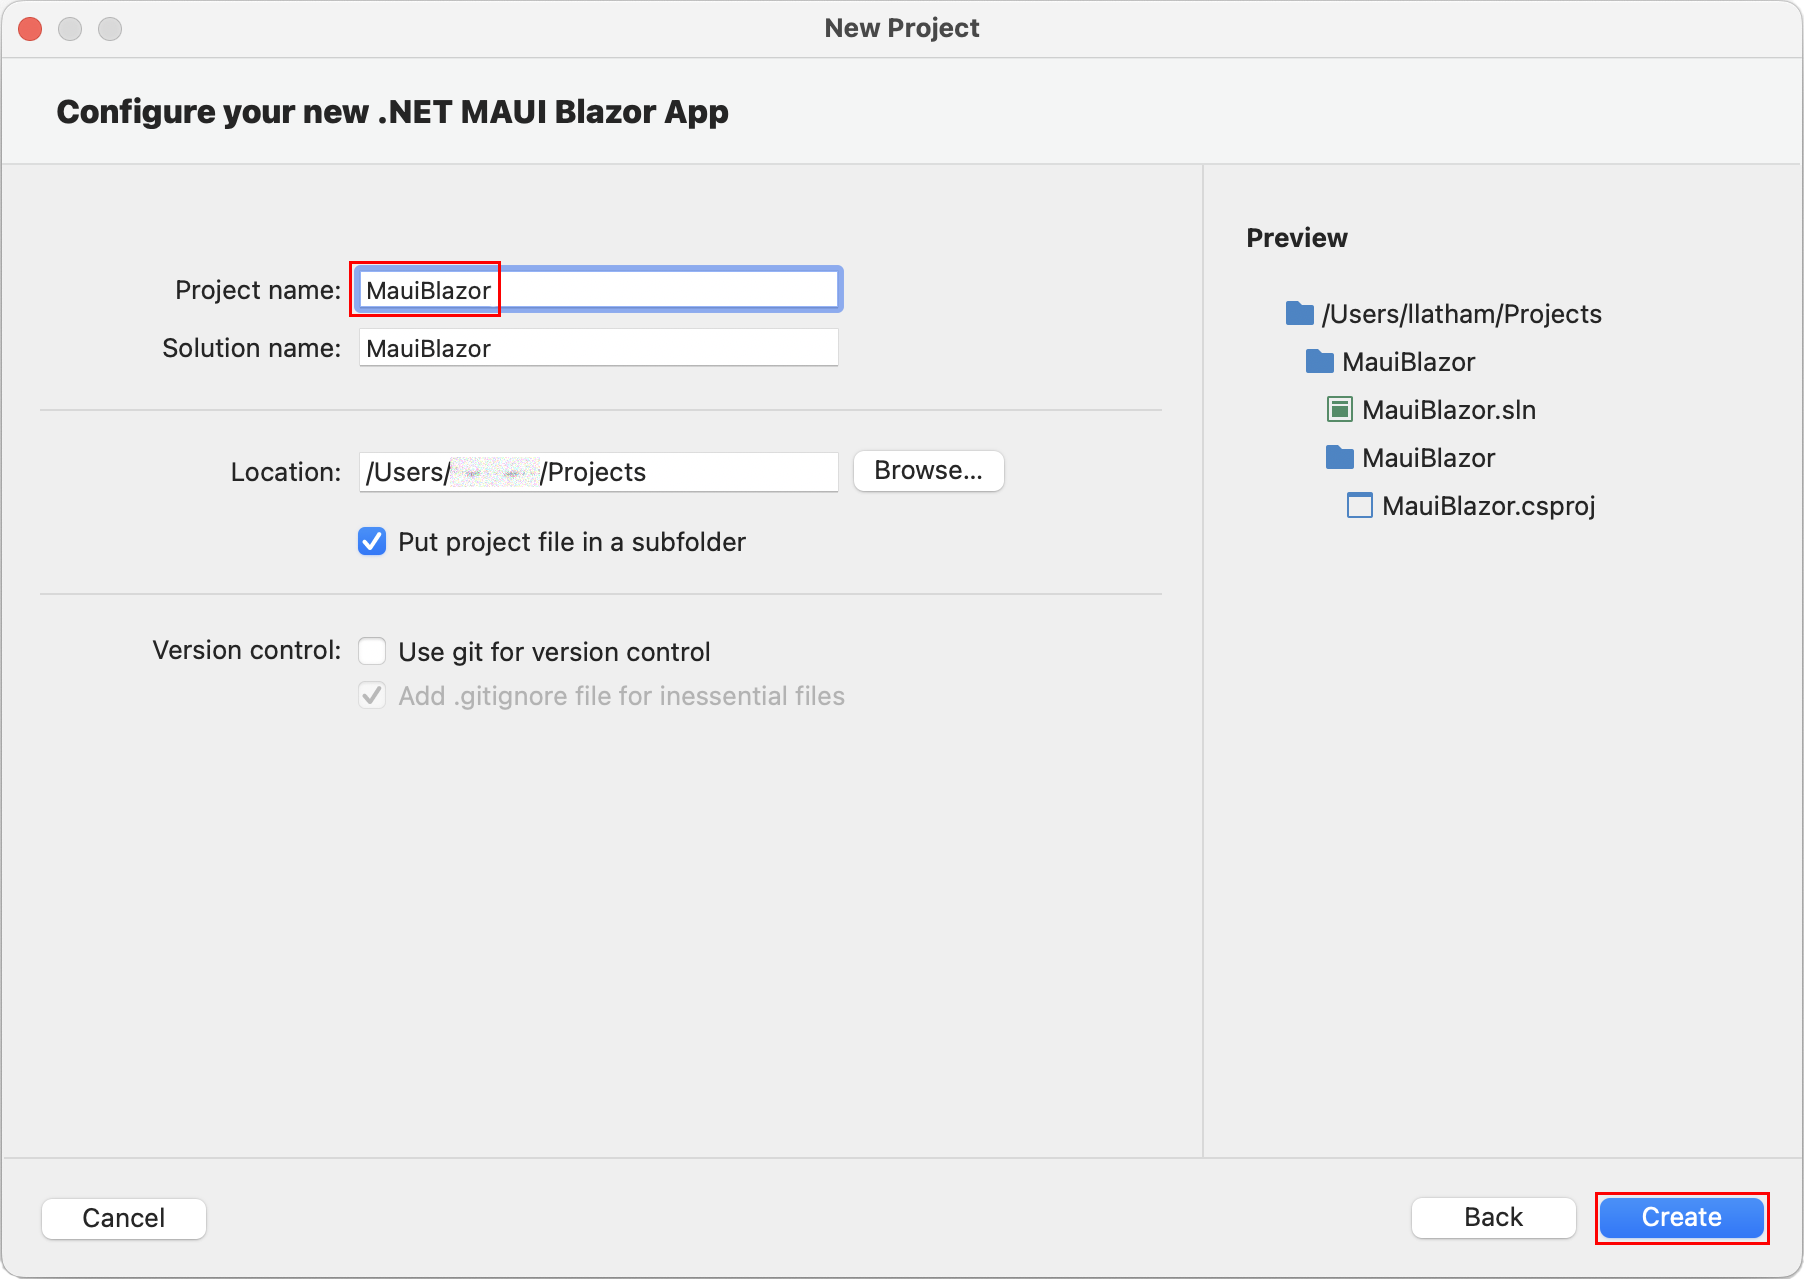 New Project
Configure your new .NET MAUI Blazor App
Project name: MauiBlazor
Solution name: MauiBlazor
Location: /Users/ /Projects Browse...
Put project file in a subfolder
Version control: Use git for version control
Add .gitignore file for inessential files
Preview
/Users/llatham/Projects
MauiBlazor
MauiBlazor.sln
MauiBlazor
MauiBlazor.csproj
Cancel
Back
Create